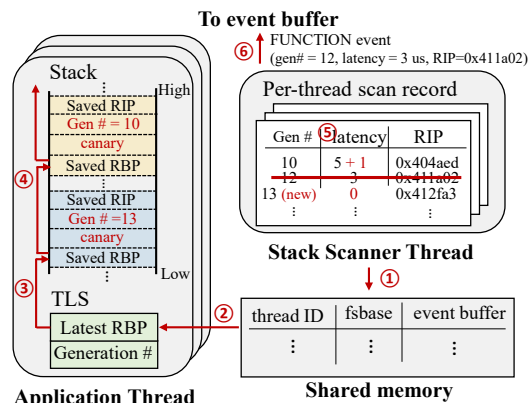 To event buffer
⑥ FUNCTION event
(gen# = 12, latency = 3 us, RIP=0x411a02)
Stack
⋮
High
Saved RIP
Gen # = 10
canary
Saved RBP
④
⋮
Saved RIP
Gen # =13
canary
Saved RBP
⋮
Low
③
TLS
Latest RBP
Generation #
Application Thread
Per-thread scan record
⑤
Gen # latency RIP
10 5 + 1 0x404aed
12 3 0x411a02
13 (new) 0 0x412fa3
⋮ ⋮ ⋮
Stack Scanner Thread
①
②
thread ID fsbase event buffer
⋮ ⋮ ⋮
Shared memory